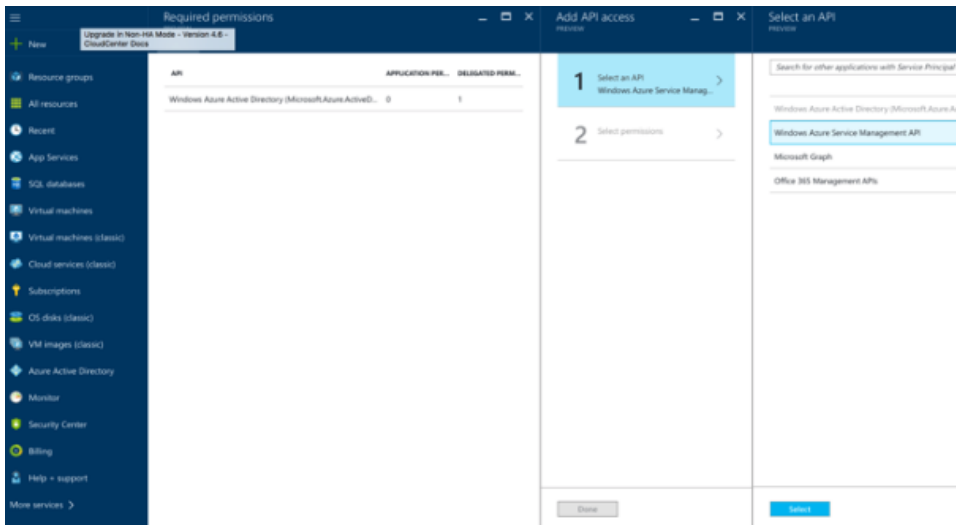 Required permissions
Upgrade in Non-HA Mode - Version 4.6 -
CloudCenter Docs
New
Resource groups
All resources
Recent
App Services
SQL databases
Virtual machines
Virtual machines (classic)
Cloud services (classic)
Subscriptions
OS disks (classic)
VM images (classic)
Azure Active Directory
Monitor
Security Center
Billing
Help + support
More services
API APPLICATION PER... DELEGATED PERM...
Windows Azure Active Directory (Microsoft.Azure.ActiveD... 0 1
Add API access
PREVIEW
1 Select an API
Windows Azure Service Manag...
2 Select permissions
Done
Select an API
PREVIEW
Search for other applications with Service Principal
Windows Azure Active Directory (Microsoft.Azure.A
Windows Azure Service Management API
Microsoft Graph
Office 365 Management APIs
Select